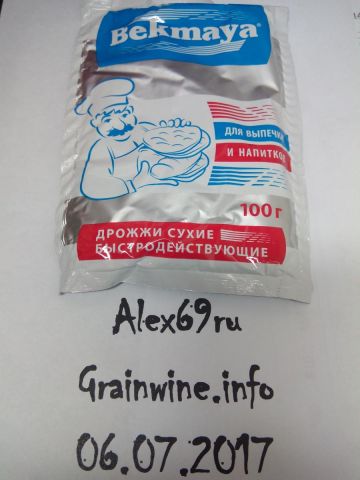 Bekmaya
ДЛЯ ВЫПЕЧКИ
И НАПИТКОВ
100 г
ДРОЖЖИ СУХИЕ
БЫСТРОДЕЙСТВУЮЩИЕ
Alex69ru
Grainwine.info
06.07.2017